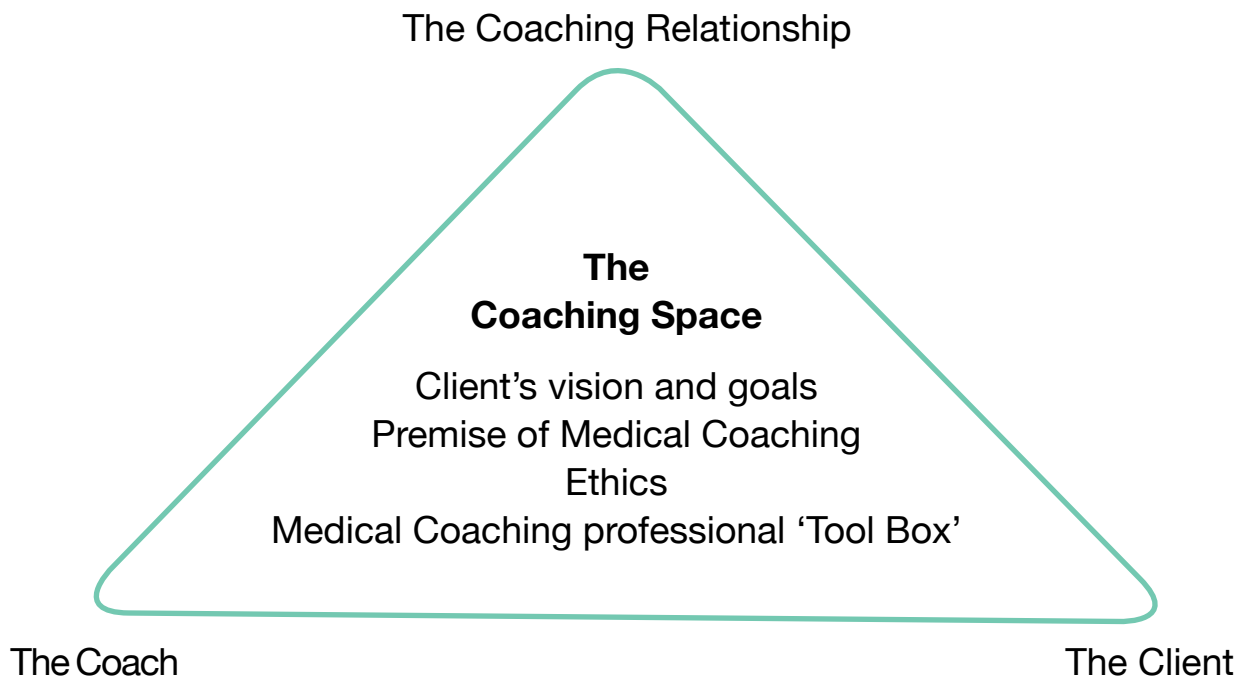 The Coaching Relationship
The
Coaching Space
Client’s vision and goals
Premise of Medical Coaching
Ethics
Medical Coaching professional ‘Tool Box’
The Coach
The Client